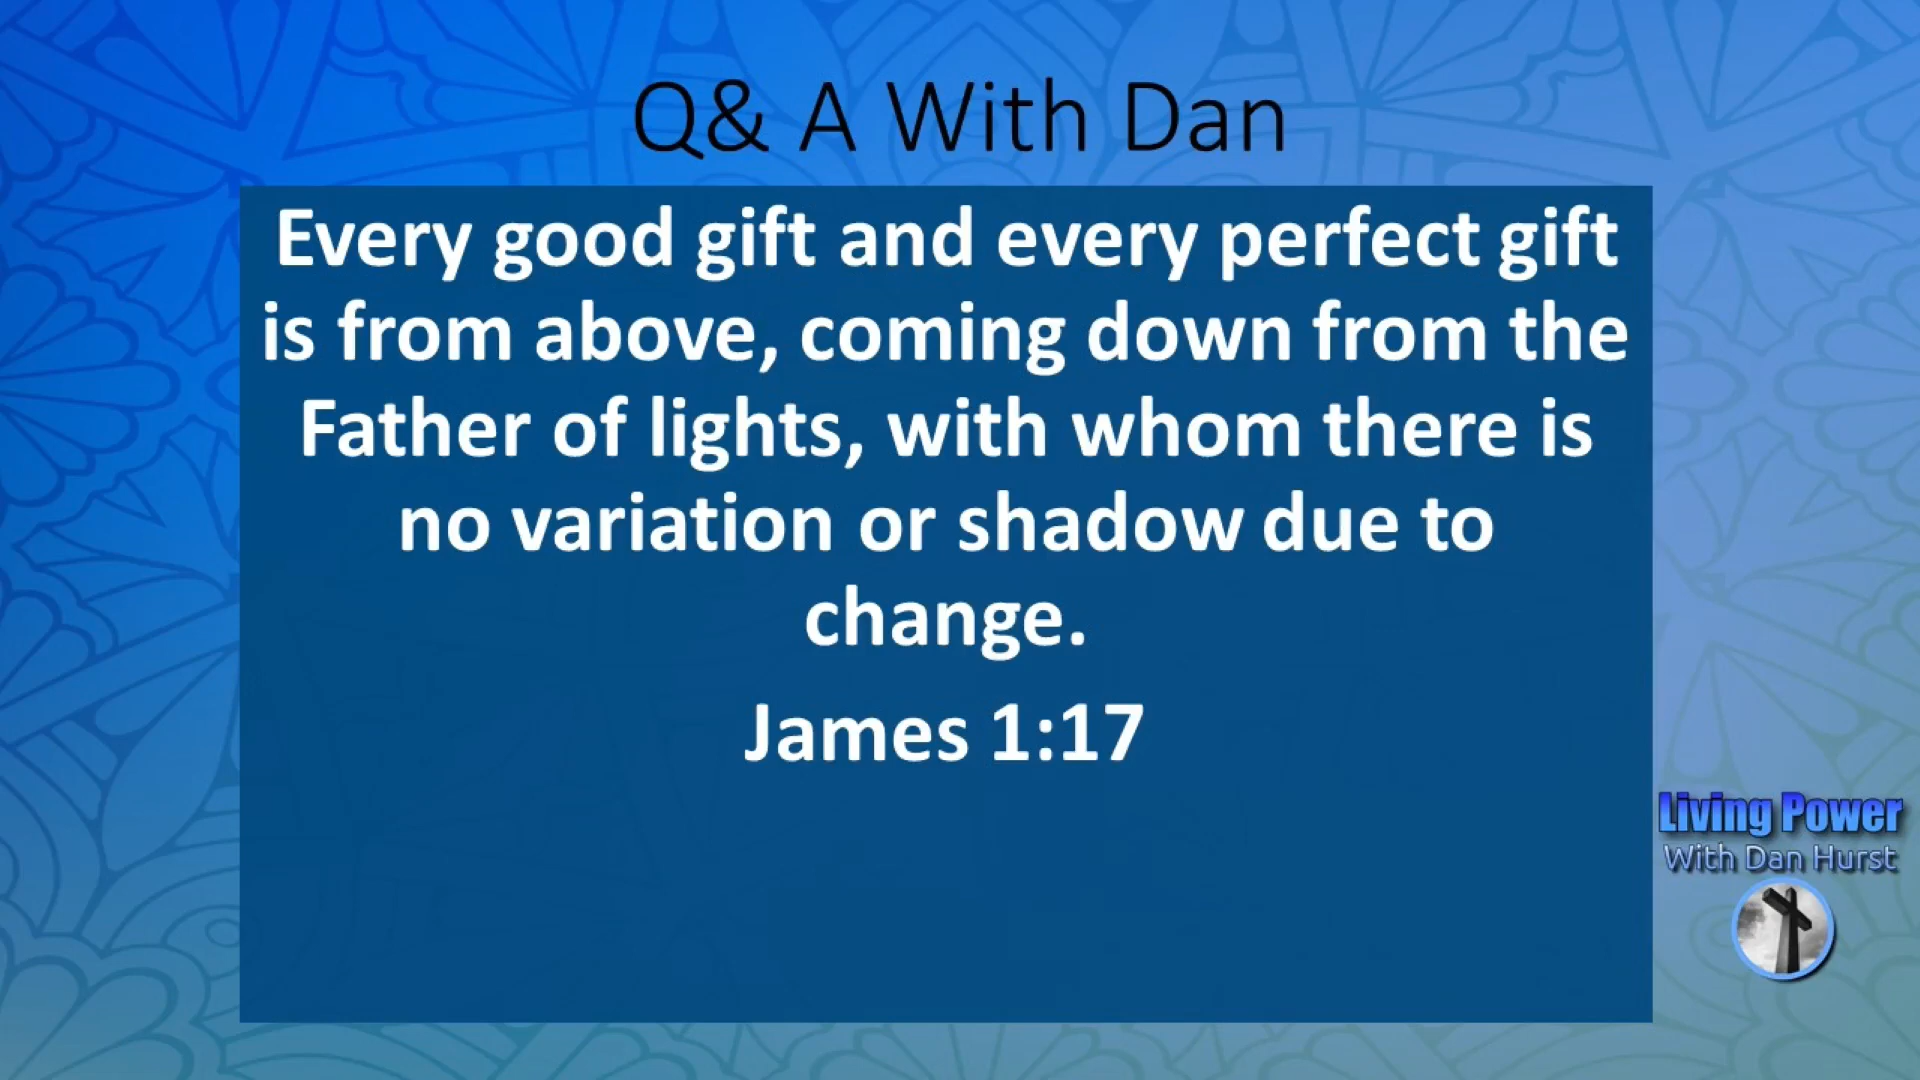 Q& A With Dan
Every good gift and every perfect gift
is from above, coming down from the
Father of lights, with whom there is
no variation or shadow due to
change.
James 1:17
Living Power
With Dan Hurst